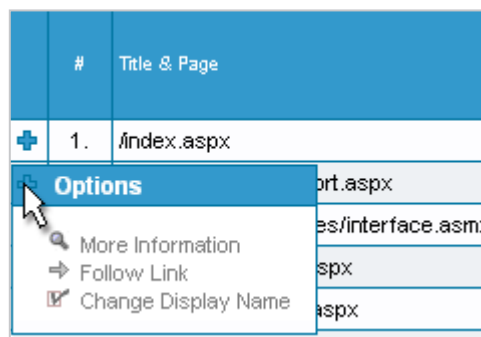 # Title & Page
1. /index.aspx
Options
ort.aspx
es/interface.asm
More Information
spx
Follow Link
Change Display Name
aspx